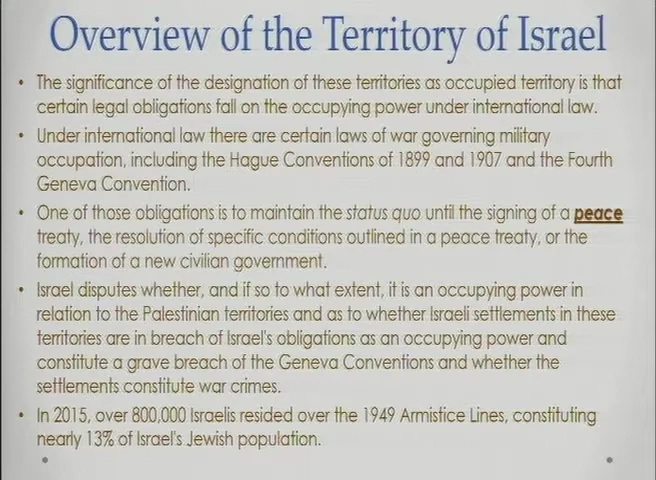 Overview of the Territory of Israel
• The significance of the designation of these territories as occupied territory is that
certain legal obligations fall on the occupying power under international law.
• Under international law there are certain laws of war governing military
occupation, including the Hague Conventions of 1899 and 1907 and the Fourth
Geneva Convention.
• One of those obligations is to maintain the status quo until the signing of a peace
treaty, the resolution of specific conditions outlined in a peace treaty, or the
formation of a new civilian government.
• Israel disputes whether, and if so to what extent, it is an occupying power in
relation to the Palestinian territories and as to whether Israeli settlements in these
territories are in breach of Israel's obligations as an occupying power and
constitute a grave breach of the Geneva Conventions and whether the
settlements constitute war crimes.
• In 2015, over 800,000 Israelis resided over the 1949 Armistice Lines, constituting
nearly 13% of Israel's Jewish population.